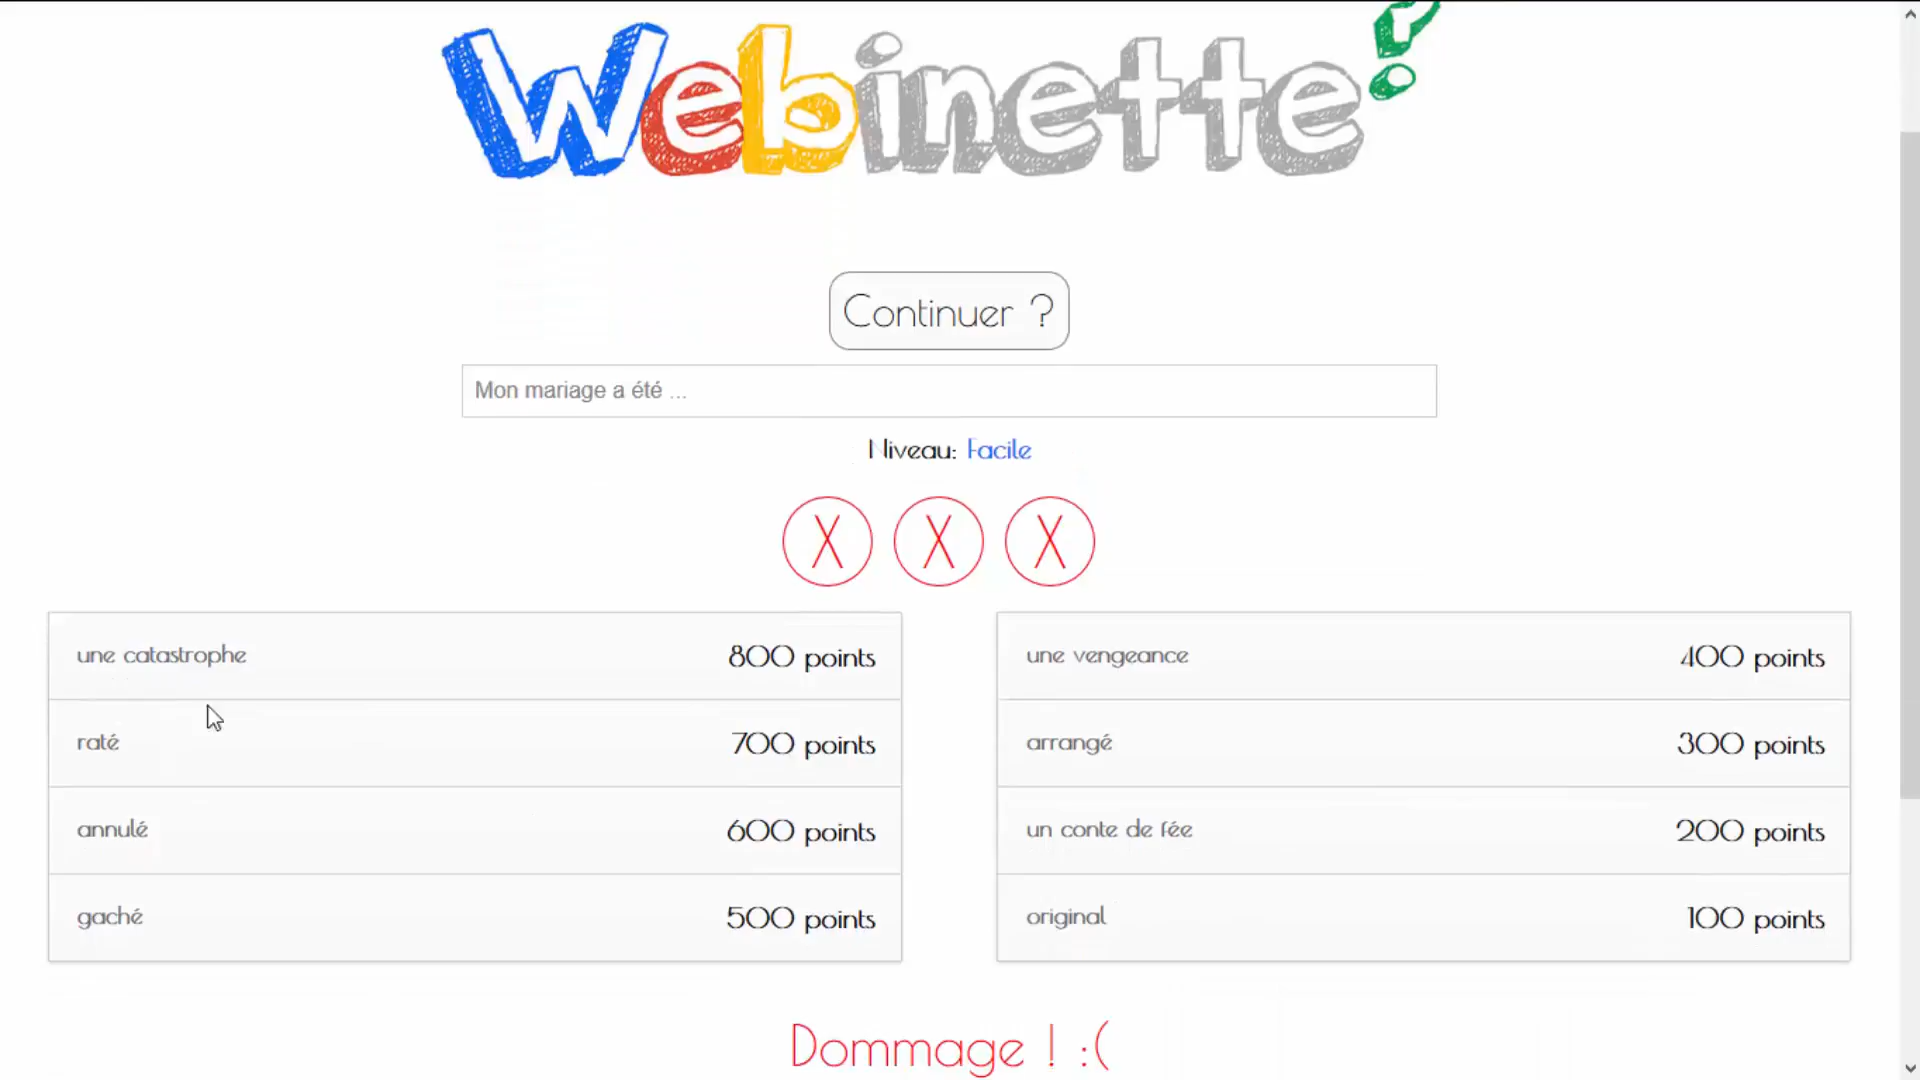 Webinette?
Continuer ?
Mon mariage a été ...
Niveau: Facile
X X X
une catastrophe 800 points
raté 700 points
annulé 600 points
gaché 500 points
une vengeance 400 points
arrangé 300 points
un conte de fée 200 points
original 100 points
Dommage ! :(